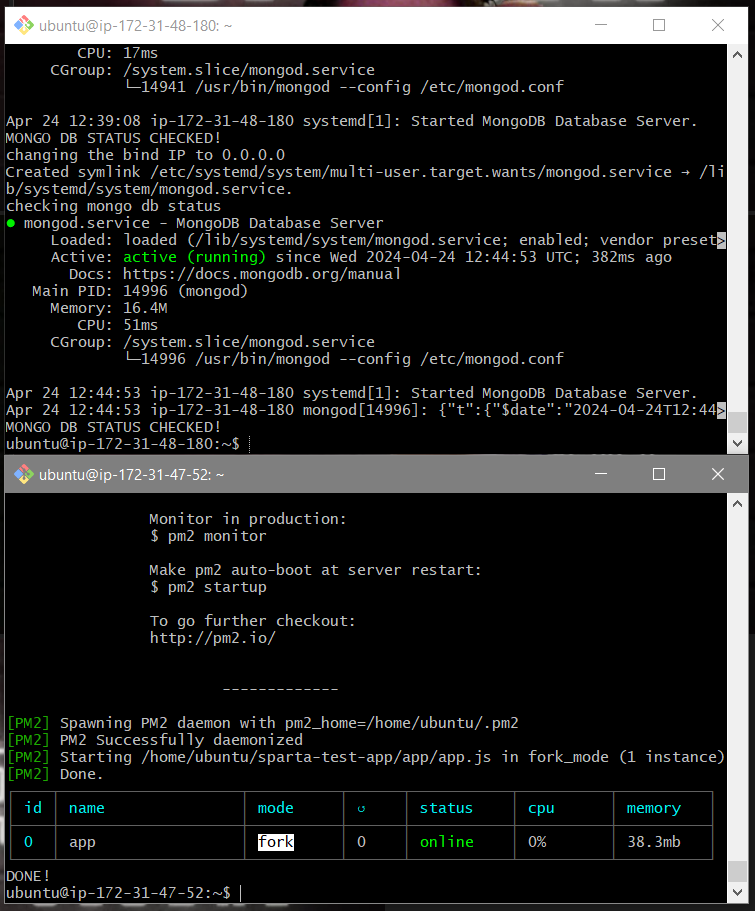 ubuntu@ip-172-31-48-180: ~
CPU: 17ms
CGroup: /system.slice/mongod.service
└─14941 /usr/bin/mongod --config /etc/mongod.conf
Apr 24 12:39:08 ip-172-31-48-180 systemd[1]: Started MongoDB Database Server.
MONGO DB STATUS CHECKED!
changing the bind IP to 0.0.0.0
Created symlink /etc/systemd/system/multi-user.target.wants/mongod.service → /li
b/systemd/system/mongod.service.
checking mongo db status
● mongod.service - MongoDB Database Server
Loaded: loaded (/lib/systemd/system/mongod.service; enabled; vendor preset>
Active: active (running) since Wed 2024-04-24 12:44:53 UTC; 382ms ago
Docs: https://docs.mongodb.org/manual
Main PID: 14996 (mongod)
Memory: 16.4M
CPU: 51ms
CGroup: /system.slice/mongod.service
└─14996 /usr/bin/mongod --config /etc/mongod.conf
Apr 24 12:44:53 ip-172-31-48-180 systemd[1]: Started MongoDB Database Server.
Apr 24 12:44:53 ip-172-31-48-180 mongod[14996]: {"t":{"$date":"2024-04-24T12:44>
MONGO DB STATUS CHECKED!
ubuntu@ip-172-31-48-180:~$
ubuntu@ip-172-31-47-52: ~
Monitor in production:
$ pm2 monitor
Make pm2 auto-boot at server restart:
$ pm2 startup
To go further checkout:
http://pm2.io/
-------------
[PM2] Spawning PM2 daemon with pm2_home=/home/ubuntu/.pm2
[PM2] PM2 Successfully daemonized
[PM2] Starting /home/ubuntu/sparta-test-app/app/app.js in fork_mode (1 instance)
[PM2] Done.
id name mode ↺ status cpu memory
0 app fork 0 online 0% 38.3mb
DONE!
ubuntu@ip-172-31-47-52:~$